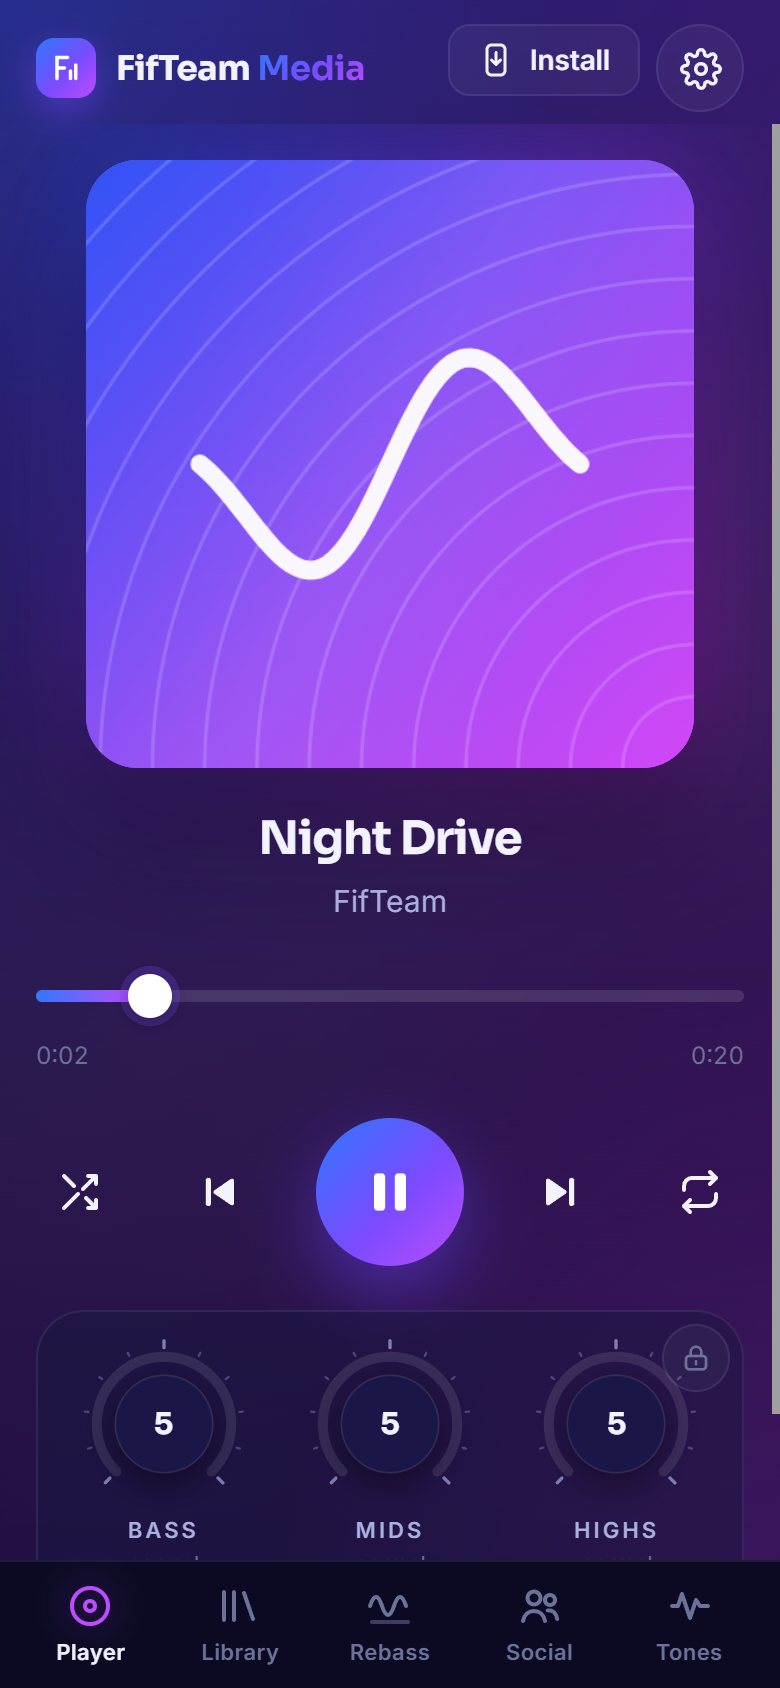 FifTeam Media
Install
Night Drive
FifTeam
0:02
0:20
5
5
5
BASS
MIDS
HIGHS
Player
Library
Rebass
Social
Tones